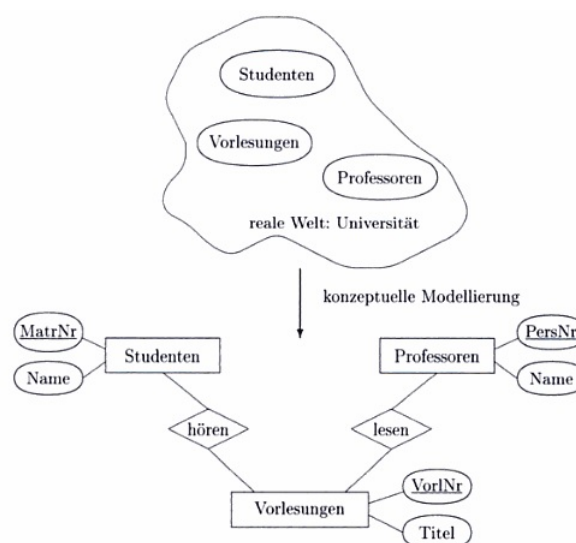 Studenten
Vorlesungen
Professoren
reale Welt: Universität
konzeptuelle Modellierung
MatrNr
PersNr
Studenten
Professoren
Name
Name
hören
lesen
VorlNr
Vorlesungen
Titel